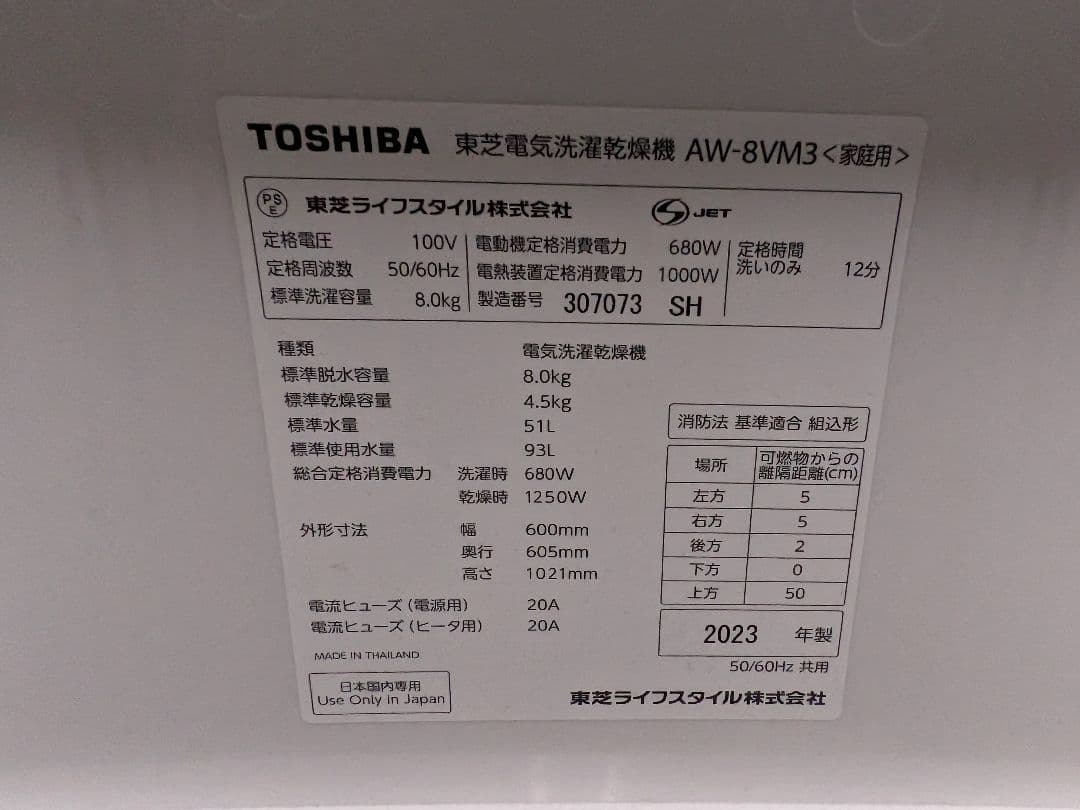 TOSHIBA 東芝電気洗濯乾燥機 AW-8VM3<家庭用>
PS E 東芝ライフスタイル株式会社 S JET
定格電圧 100V 電動機定格消費電力 680W 定格時間
定格周波数 50/60Hz 電熱装置定格消費電力 1000W 洗いのみ 12分
標準洗濯容量 8.0kg 製造番号 307073 SH
種類 電気洗濯乾燥機
標準脱水容量 8.0kg
標準乾燥容量 4.5kg
標準水量 51L
標準使用水量 93L
総合定格消費電力 洗濯時 680W
乾燥時 1250W
外形寸法 幅 600mm
奥行 605mm
高さ 1021mm
電流ヒューズ(電源用) 20A
電流ヒューズ(ヒータ用) 20A
MADE IN THAILAND
日本国内専用
Use Only in Japan
消防法 基準適合 組込形
場所 可燃物からの
離隔距離(cm)
左方 5
右方 5
後方 2
下方 0
上方 50
2023 年製
50/60Hz 共用
東芝ライフスタイル株式会社